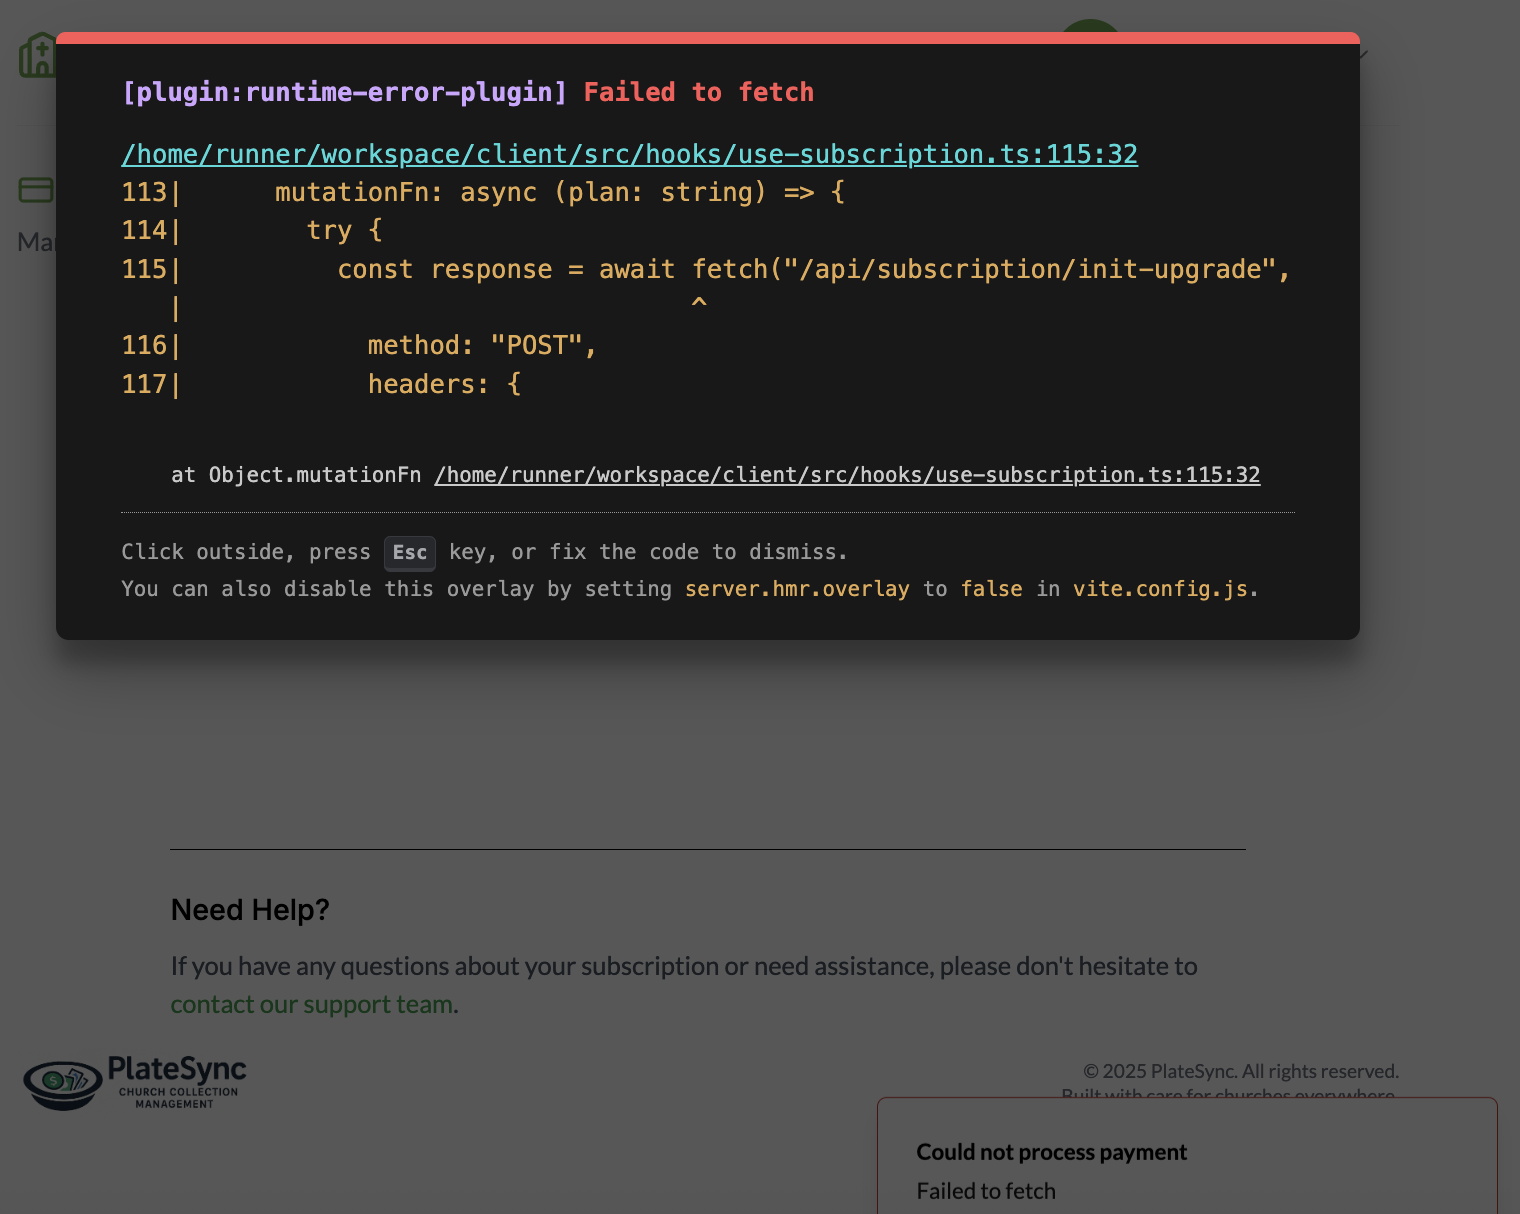 [plugin:runtime-error-plugin] Failed to fetch
/home/runner/workspace/client/src/hooks/use-subscription.ts:115:32
113|      mutationFn: async (plan: string) => {
114|        try {
115|          const response = await fetch("/api/subscription/init-upgrade",
   |                                 ^
116|            method: "POST",
117|            headers: {
at Object.mutationFn /home/runner/workspace/client/src/hooks/use-subscription.ts:115:32
Click outside, press Esc key, or fix the code to dismiss.
You can also disable this overlay by setting server.hmr.overlay to false in vite.config.js.
Need Help?
If you have any questions about your subscription or need assistance, please don't hesitate to
contact our support team.
PlateSync
CHURCH COLLECTION
MANAGEMENT
© 2025 PlateSync. All rights reserved.
Built with care for churches everywhere.
Could not process payment
Failed to fetch